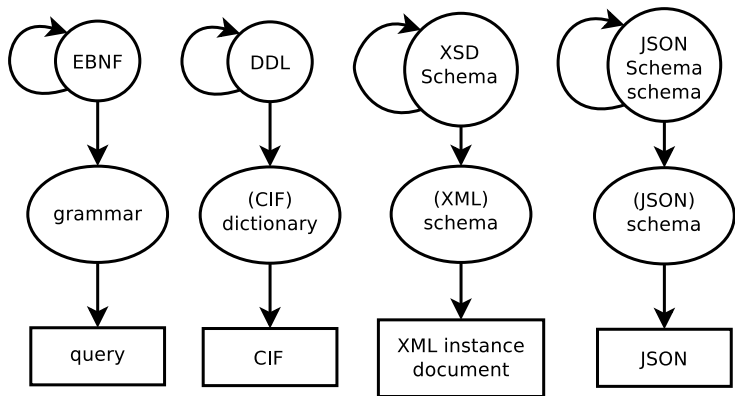 EBNF
DDL
XSD
Schema
JSON
Schema
schema
grammar
(CIF)
dictionary
(XML)
schema
(JSON)
schema
query
CIF
XML instance
document
JSON